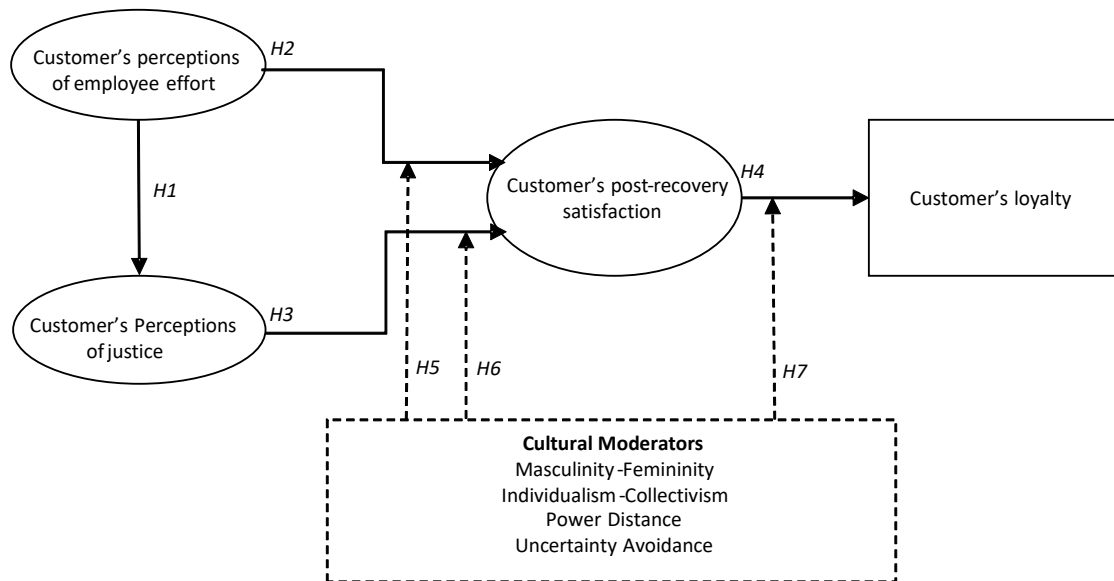 Customer's perceptions
of employee effort
H2
H1
Customer's post-recovery
satisfaction
H4
Customer's loyalty
Customer's Perceptions
of justice
H3
H5
H6
H7
Cultural Moderators
Masculinity-Femininity
Individualism-Collectivism
Power Distance
Uncertainty Avoidance